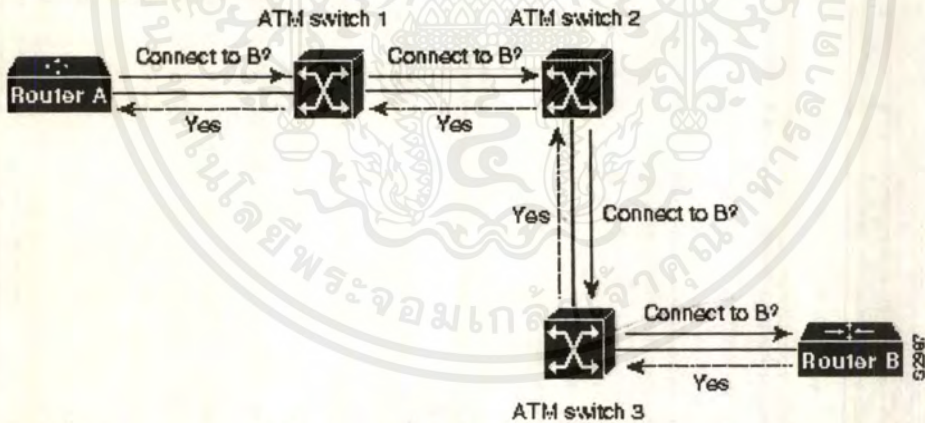 ATM switch 1
ATM switch 2
Connect to B?
Connect to B?
Router A
Yes
Yes
Yes
Connect to B?
Connect to B?
Router B
Yes
ATM switch 3